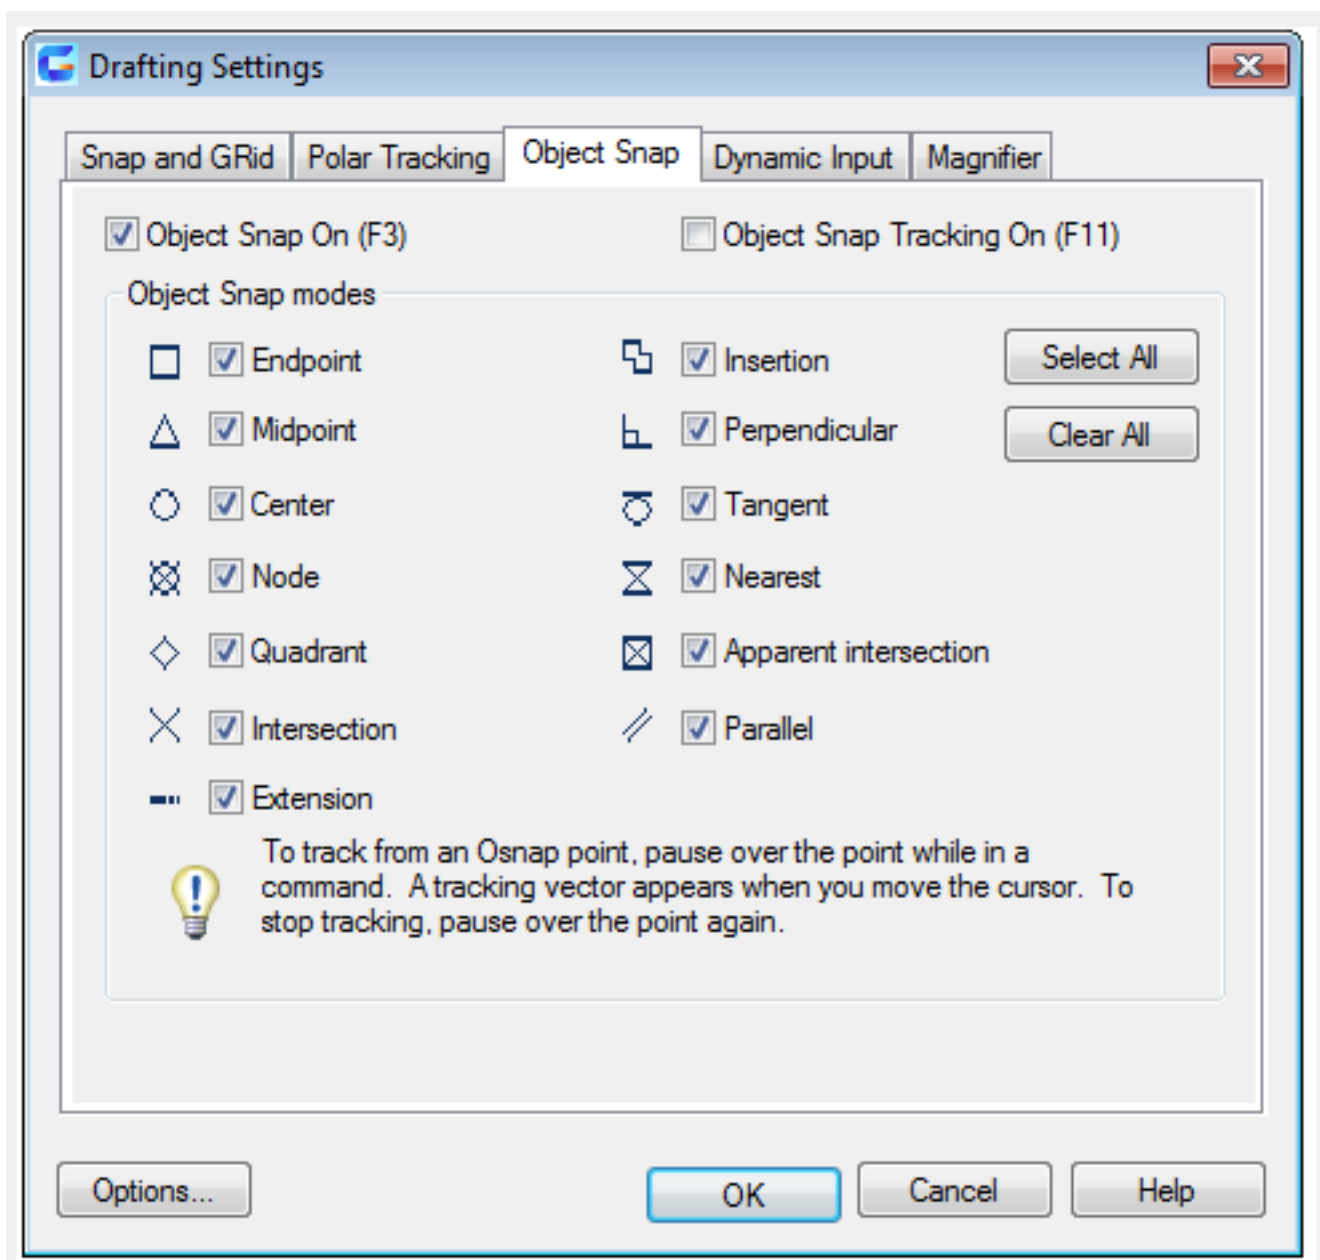 Drafting Settings
Snap and GRid Polar Tracking Object Snap Dynamic Input Magnifier
Object Snap On (F3) Object Snap Tracking On (F11)
Object Snap modes
Endpoint Insertion Select All
Midpoint Perpendicular Clear All
Center Tangent
Node Nearest
Quadrant Apparent intersection
Intersection Parallel
Extension
To track from an Osnap point, pause over the point while in a
command. A tracking vector appears when you move the cursor. To
stop tracking, pause over the point again.
Options... OK Cancel Help